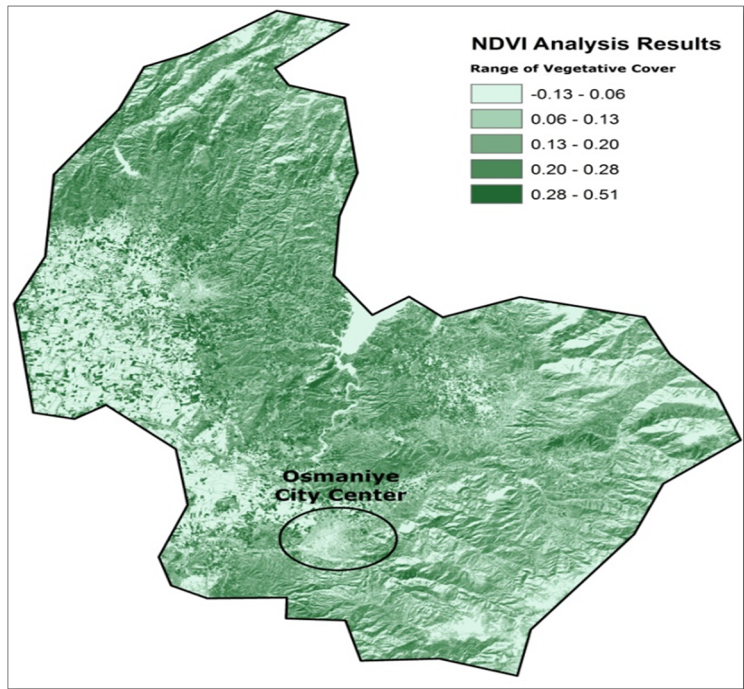 NDVI Analysis Results
Range of Vegetative Cover
-0.13 - 0.06
0.06 - 0.13
0.13 - 0.20
0.20 - 0.28
0.28 - 0.51
Osmaniye
City Center